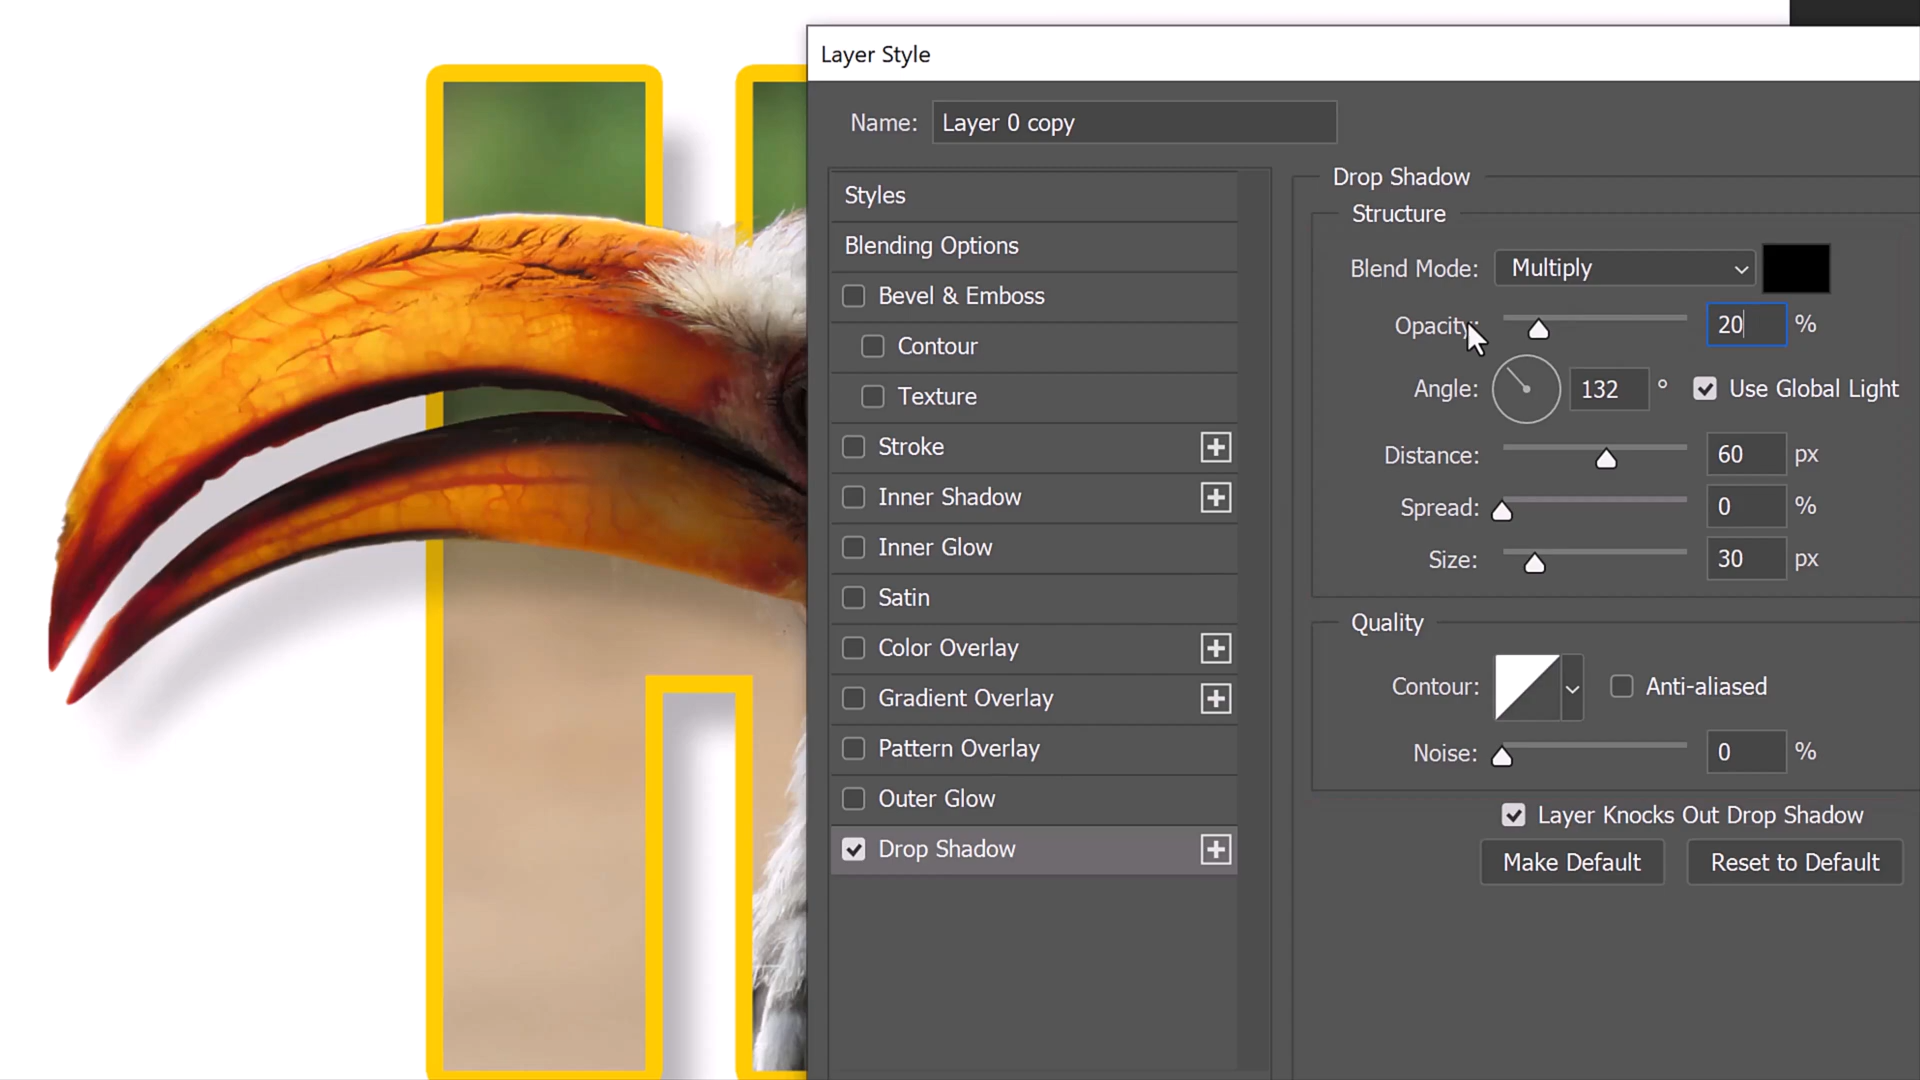 Layer Style
Name: Layer 0 copy
Styles
Blending Options
Bevel & Emboss
Contour
Texture
Stroke
Inner Shadow
Inner Glow
Satin
Color Overlay
Gradient Overlay
Pattern Overlay
Outer Glow
Drop Shadow
Drop Shadow
Structure
Blend Mode: Multiply
Opacity: 20 %
Angle: 132 ° Use Global Light
Distance: 60 px
Spread: 0 %
Size: 30 px
Quality
Contour: Anti-aliased
Noise: 0 %
Layer Knocks Out Drop Shadow
Make Default Reset to Default